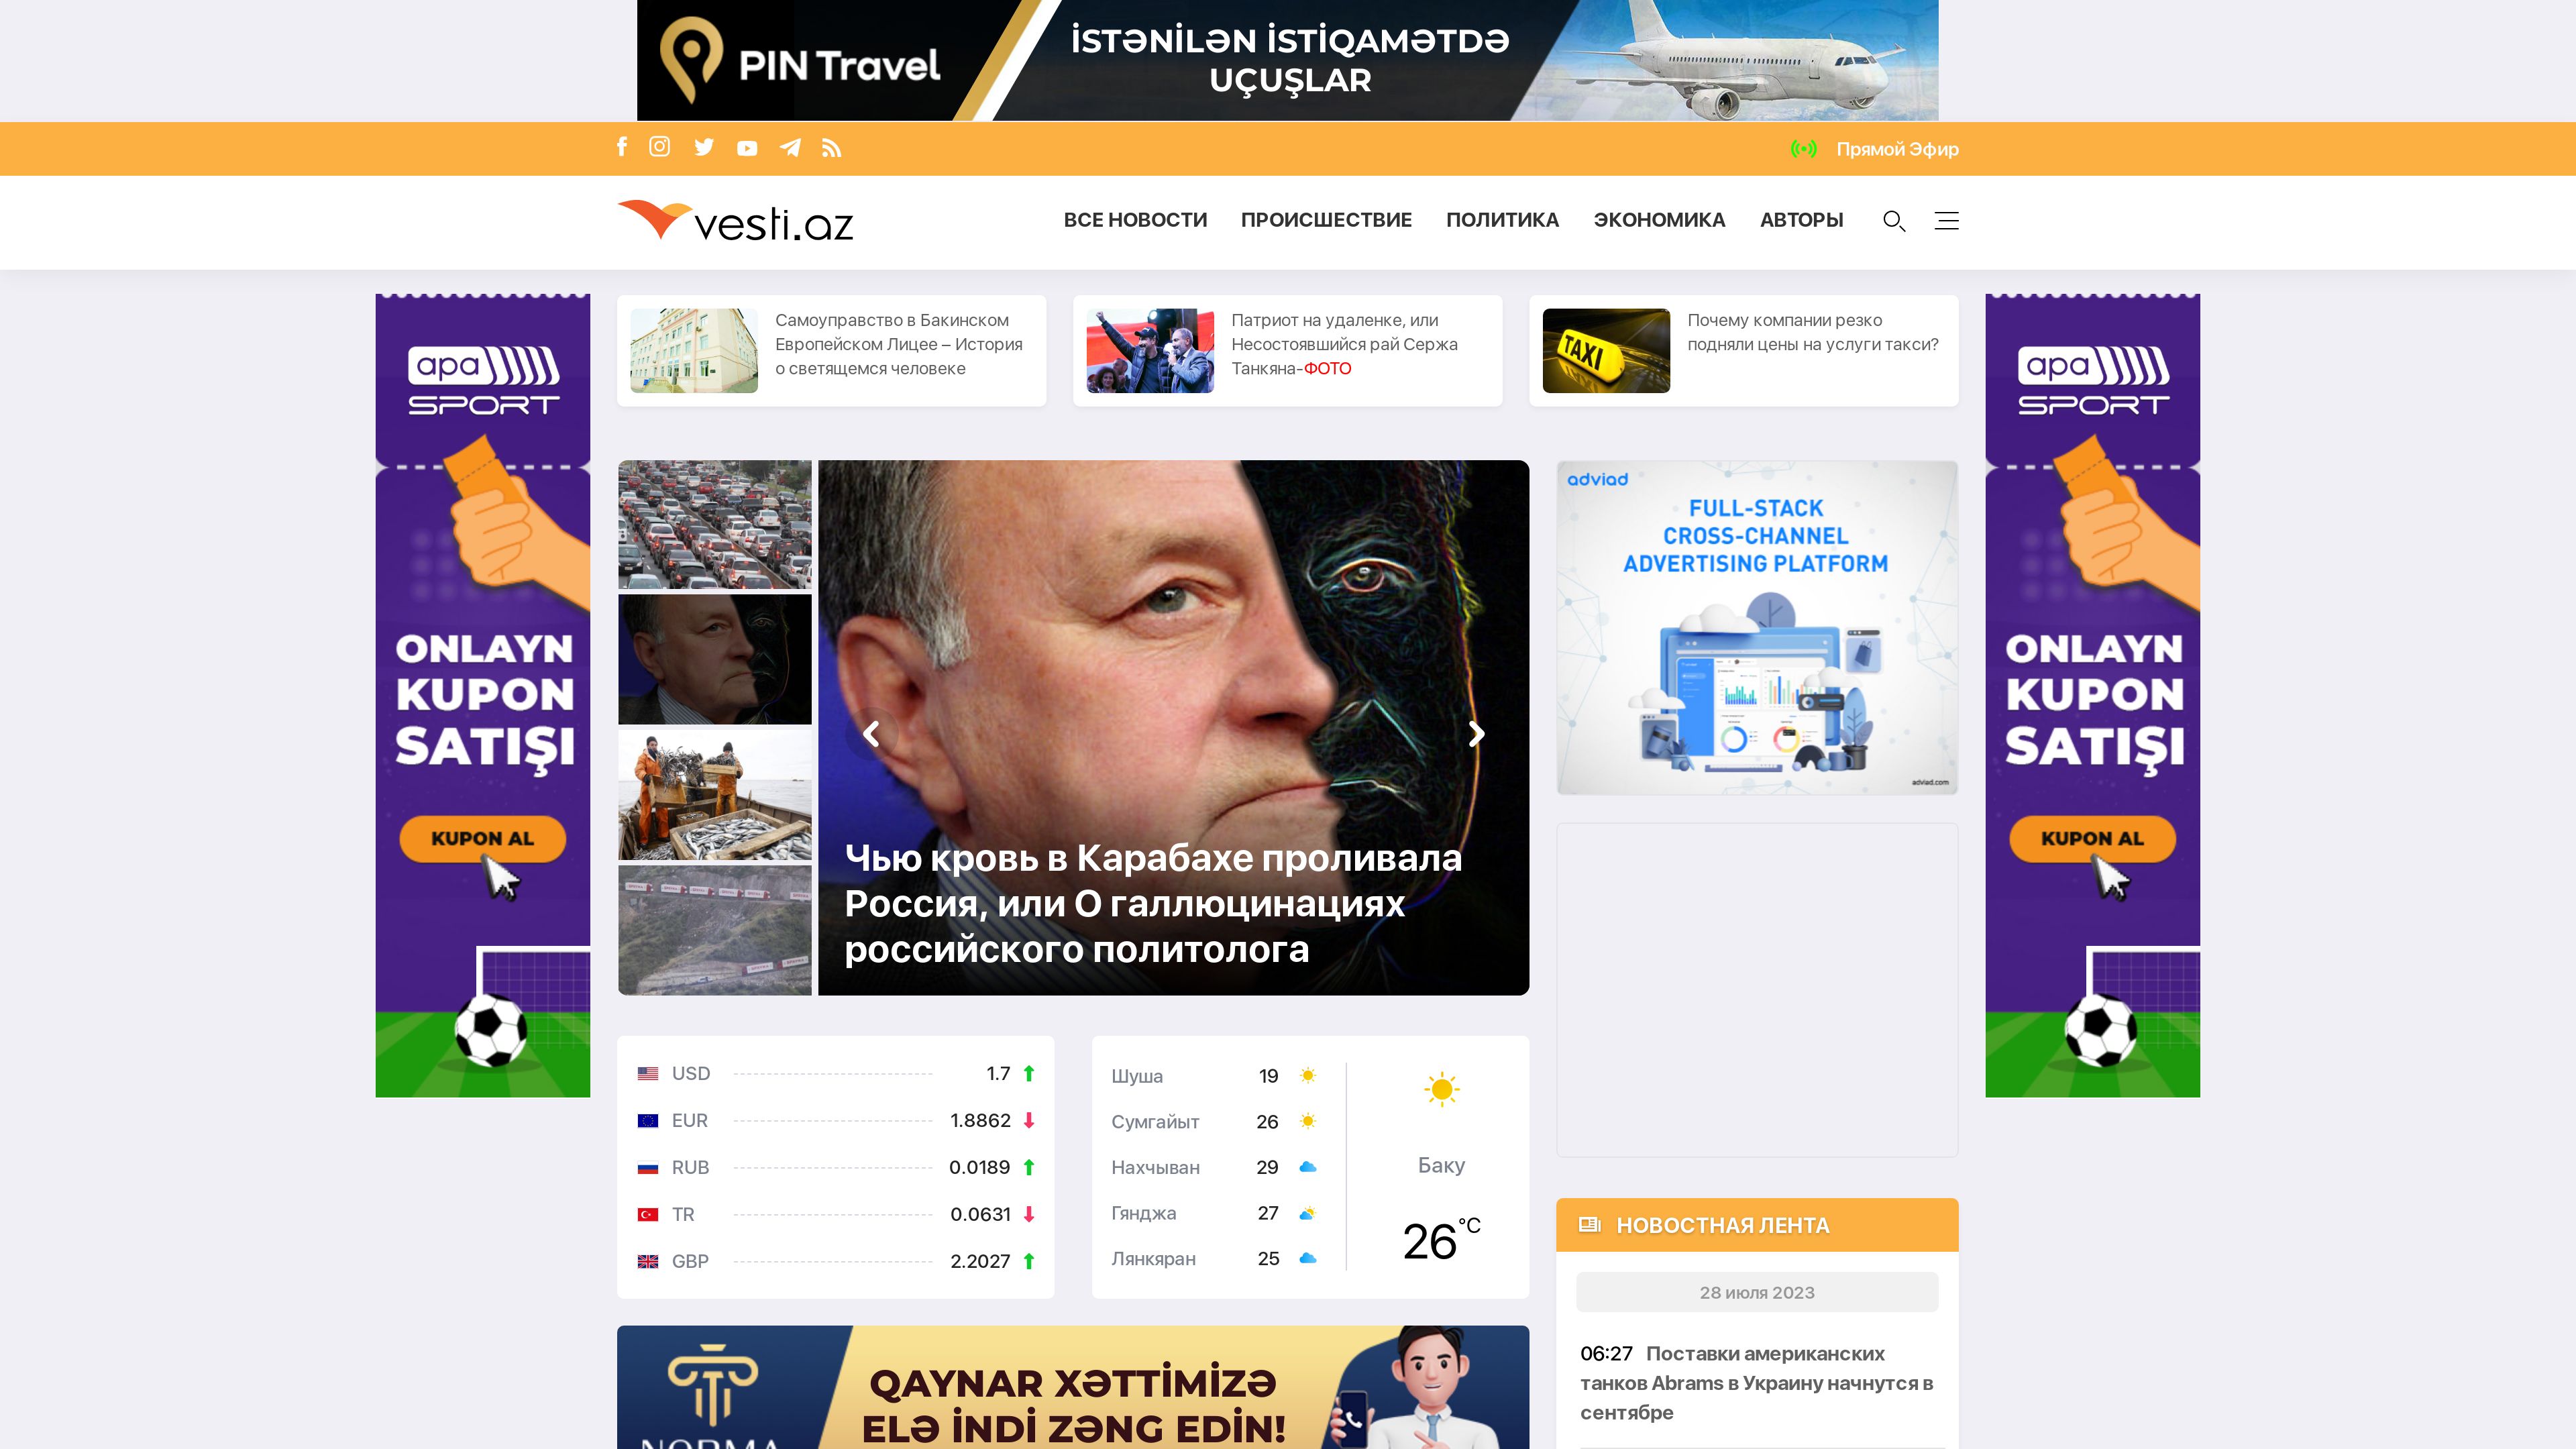 PIN Travel
İSTƏNİLƏN İSTİQAMƏTDƏ
UÇUŞLAR
Прямой Эфир
vesti.az
ВСЕ НОВОСТИ
ПРОИСШЕСТВИЕ
ПОЛИТИКА
ЭКОНОМИКА
АВТОРЫ
Самоуправство в Бакинском
Европейском Лицее – История
о светящемся человеке
Патриот на удаленке, или
Несостоявшийся рай Сержа
Танкяна-ФОТО
TAXI
Почему компании резко
подняли цены на услуги такси?
apa
SPORT
ONLAYN
KUPON
SATIŞI
KUPON AL
Чью кровь в Карабахе проливала
Россия, или О галлюцинациях
российского политолога
adviad
FULL-STACK
CROSS-CHANNEL
ADVERTISING PLATFORM
adviad.com
apa
SPORT
ONLAYN
KUPON
SATIŞI
KUPON AL
USD 1.7
EUR 1.8862
RUB 0.0189
TR 0.0631
GBP 2.2027
Шуша 19
Сумгайыт 26
Нахчыван 29
Гянджа 27
Лянкяран 25
Баку
26°C
НОВОСТНАЯ ЛЕНТА
28 июля 2023
06:27 Поставки американских
танков Abrams в Украину начнутся в
сентябре
NORMA
QAYNAR XƏTTİMİZƏ
ELƏ İNDİ ZƏNG EDİN!